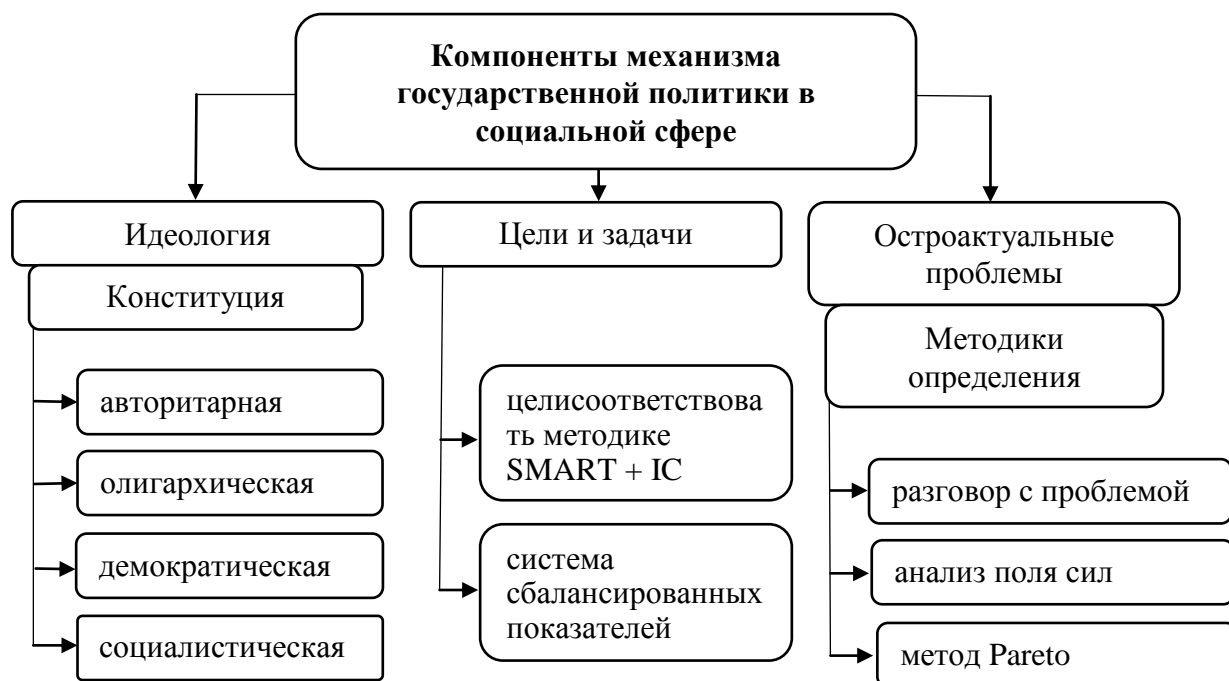 Компоненты механизма
государственной политики в
социальной сфере
Идеология
Конституция
авторитарная
олигархическая
демократическая
социалистическая
Цели и задачи
целисоответствова
ть методике
SMART + IC
система
сбалансированных
показателей
Остроактуальные
проблемы
Методики
определения
разговор с проблемой
анализ поля сил
метод Pareto